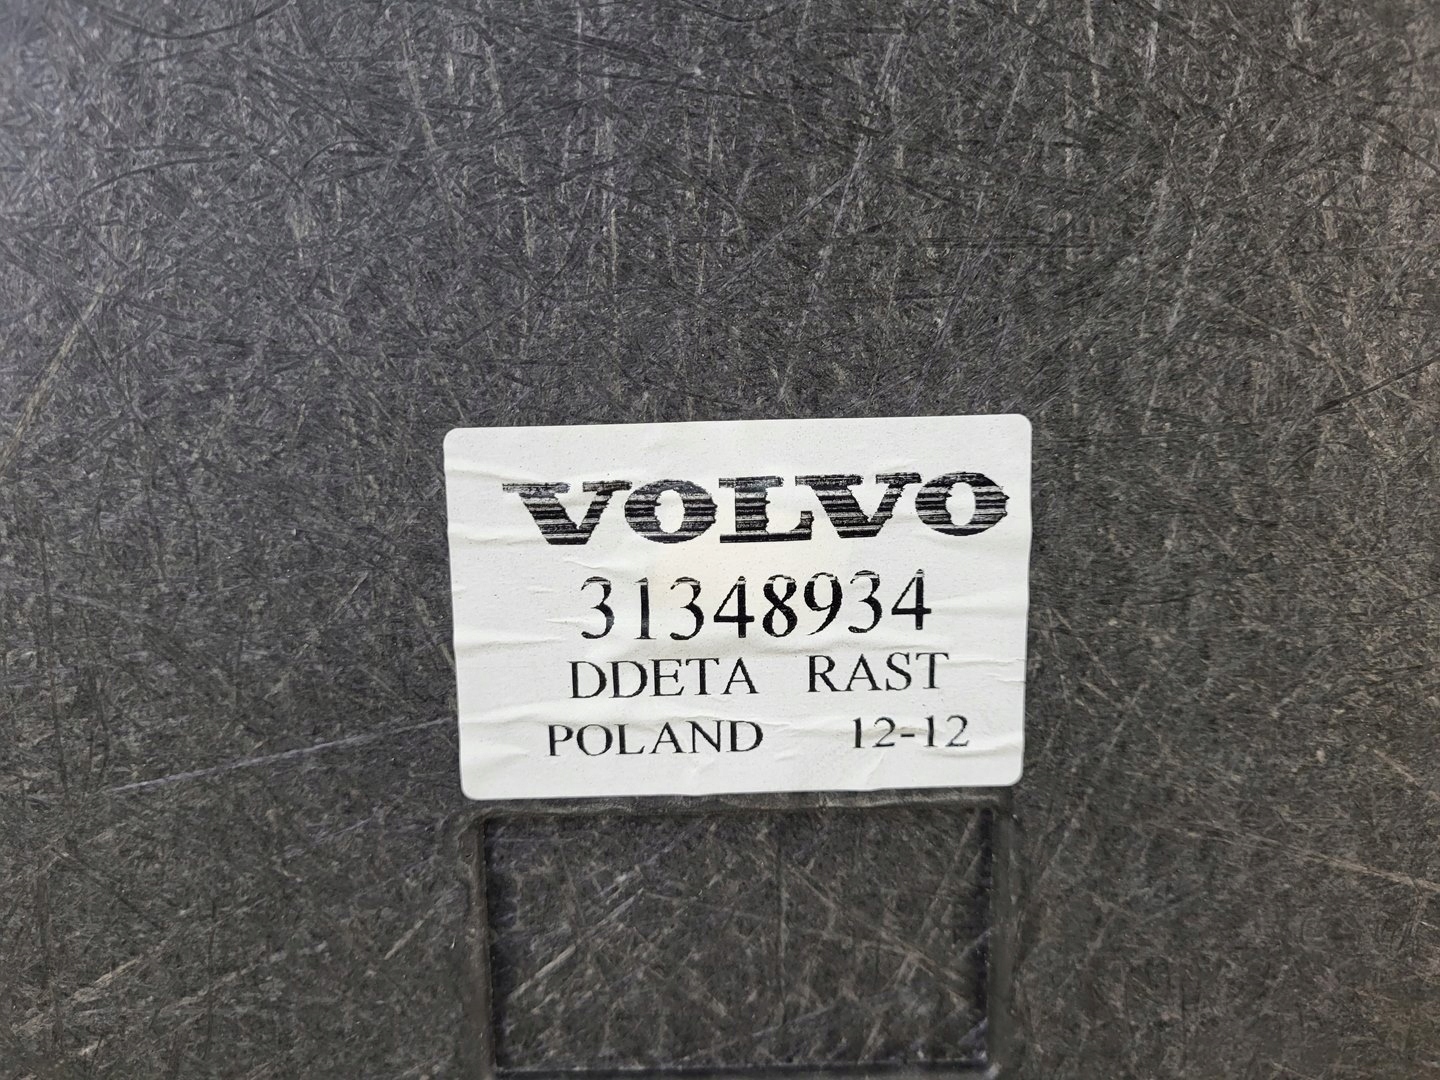 VOLVO
31348934
DDETA RAST
POLAND 12-12